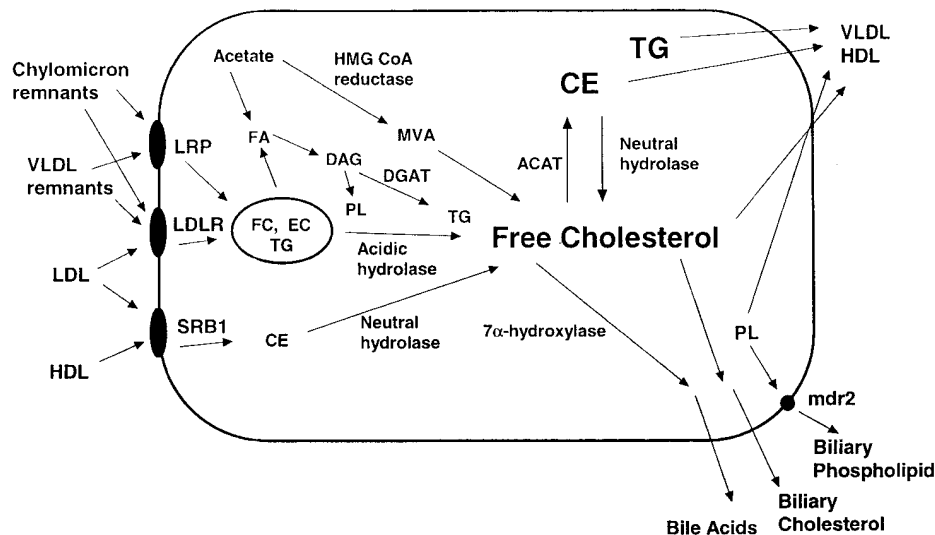 Acetate
HMG CoA
reductase
TG
VLDL
HDL
Chylomicron
remnants
CE
FA
MVA
LRP
DAG
DGAT
ACAT
Neutral
hydrolase
VLDL
remnants
PL
TG
LDLR
FC, EC
TG
Free Cholesterol
Acidic
hydrolase
LDL
SRB1
CE
Neutral
hydrolase
7α-hydroxylase
PL
HDL
mdr2
Biliary
Phospholipid
Bile Acids
Biliary
Cholesterol